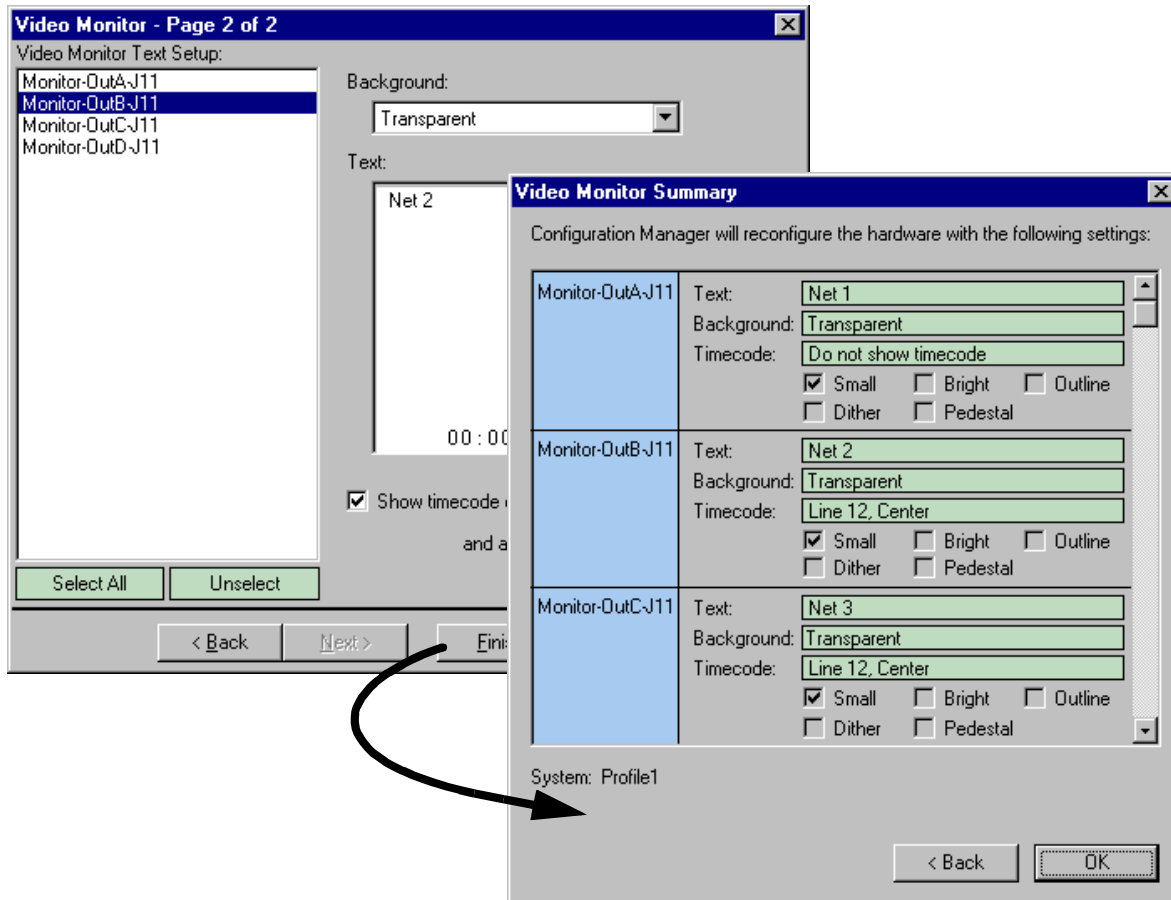 Video Monitor - Page 2 of 2
Video Monitor Text Setup:
Monitor-OutA-J11
Monitor-OutB-J11
Monitor-OutC-J11
Monitor-OutD-J11
Background:
Transparent
Text:
Net 2
00:00
Show timecode
and a
Select All Unselect
< Back Next > Fini
Video Monitor Summary
Configuration Manager will reconfigure the hardware with the following settings:
Monitor-OutA-J11
Text: Net 1
Background: Transparent
Timecode: Do not show timecode
Small Bright Outline
Dither Pedestal
Monitor-OutB-J11
Text: Net 2
Background: Transparent
Timecode: Line 12, Center
Small Bright Outline
Dither Pedestal
Monitor-OutC-J11
Text: Net 3
Background: Transparent
Timecode: Line 12, Center
Small Bright Outline
Dither Pedestal
System: Profile1
< Back OK